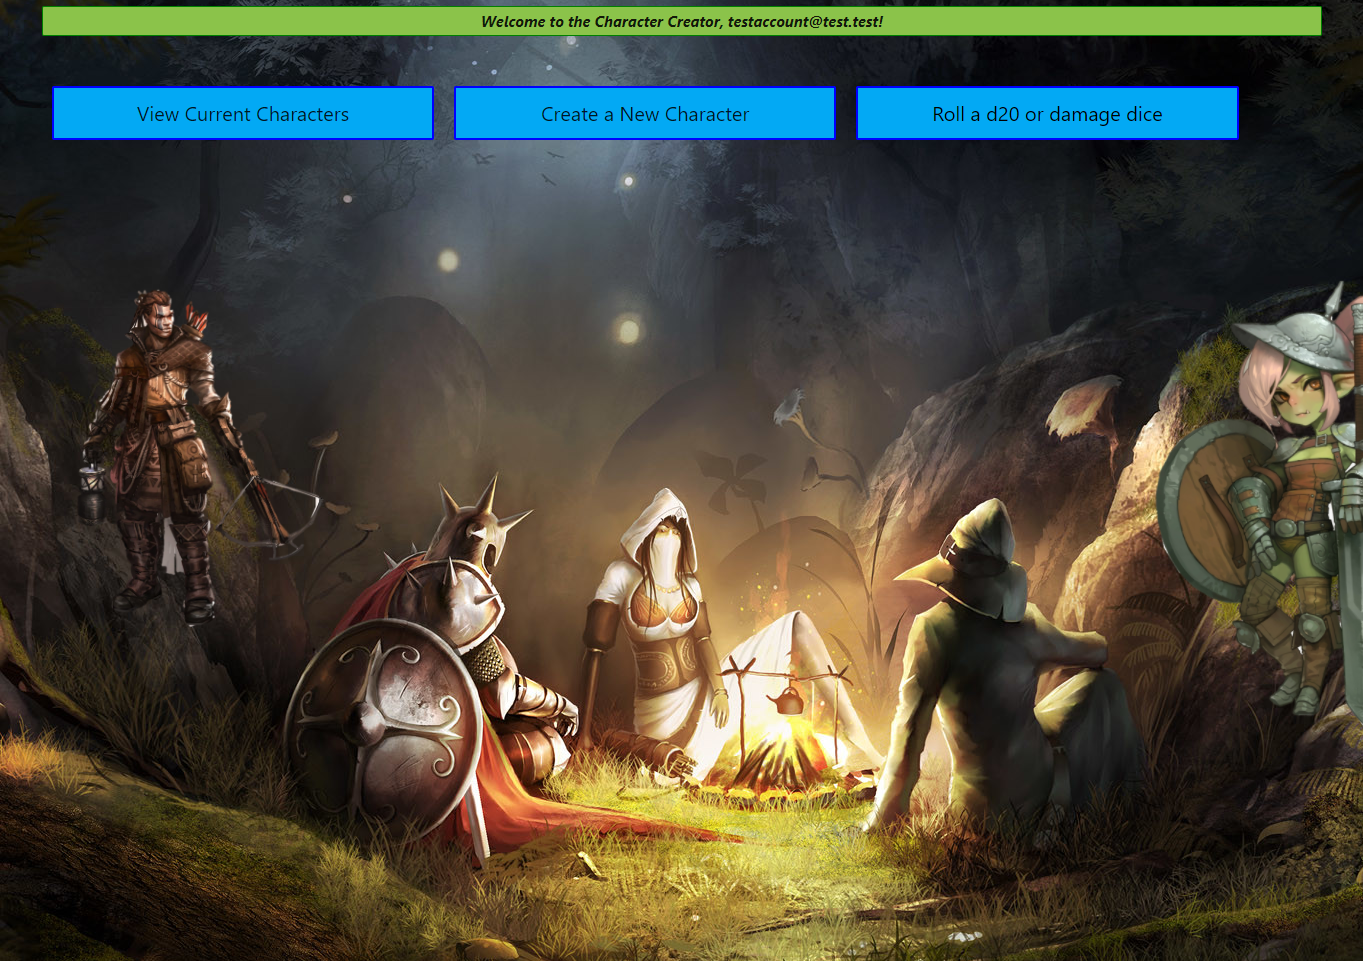 Welcome to the Character Creator, testaccount@test.test!
View Current Characters
Create a New Character
Roll a d20 or damage dice